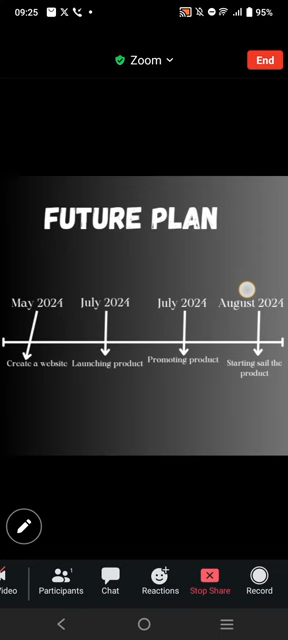 09:25
95%
Zoom
End
FUTURE PLAN
May 2024 July 2024 July 2024 August 2024
Create a website Launching product Promoting product Starting sail the
product
Video
Participants 1
Chat
Reactions
Stop Share
Record